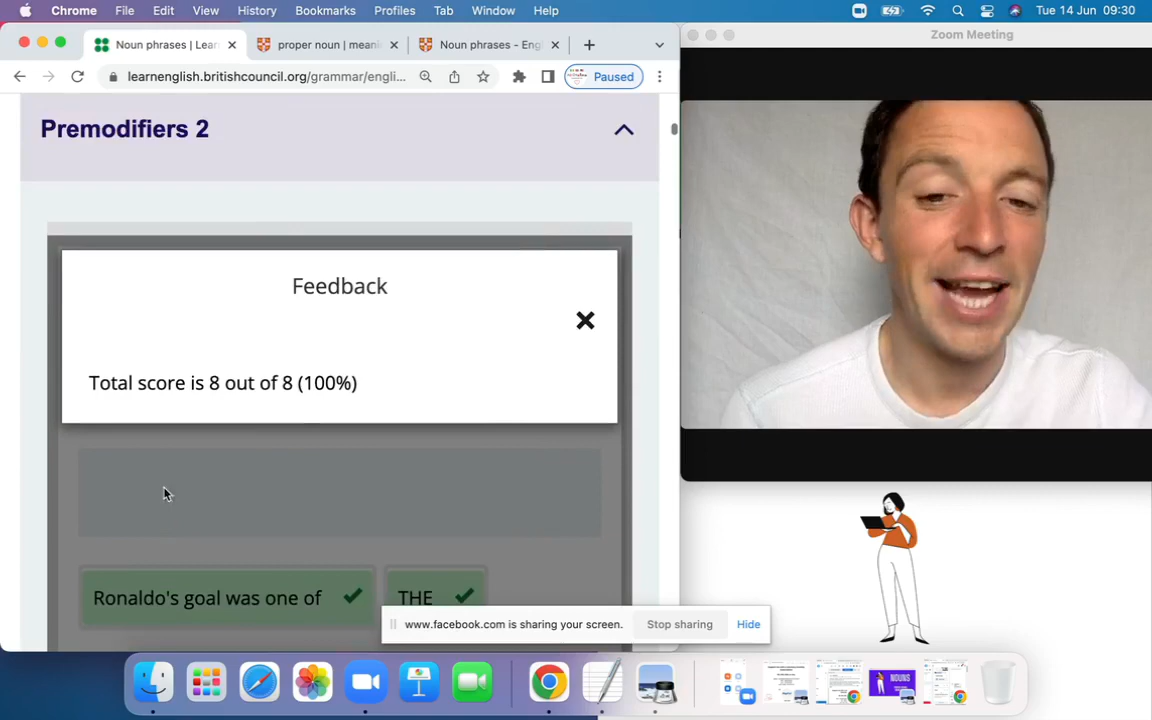 Chrome File Edit View History Bookmarks Profiles Tab Window Help Tue 14 Jun 09:30
Noun phrases | Lear
proper noun | meani
Noun phrases - Engl
Zoom Meeting
learnenglish.britishcouncil.org/grammar/engli...
Paused
Premodifiers 2
Feedback
Total score is 8 out of 8 (100%)
Ronaldo's goal was one of
THE
www.facebook.com is sharing your screen.
Stop sharing
Hide
NOUNS